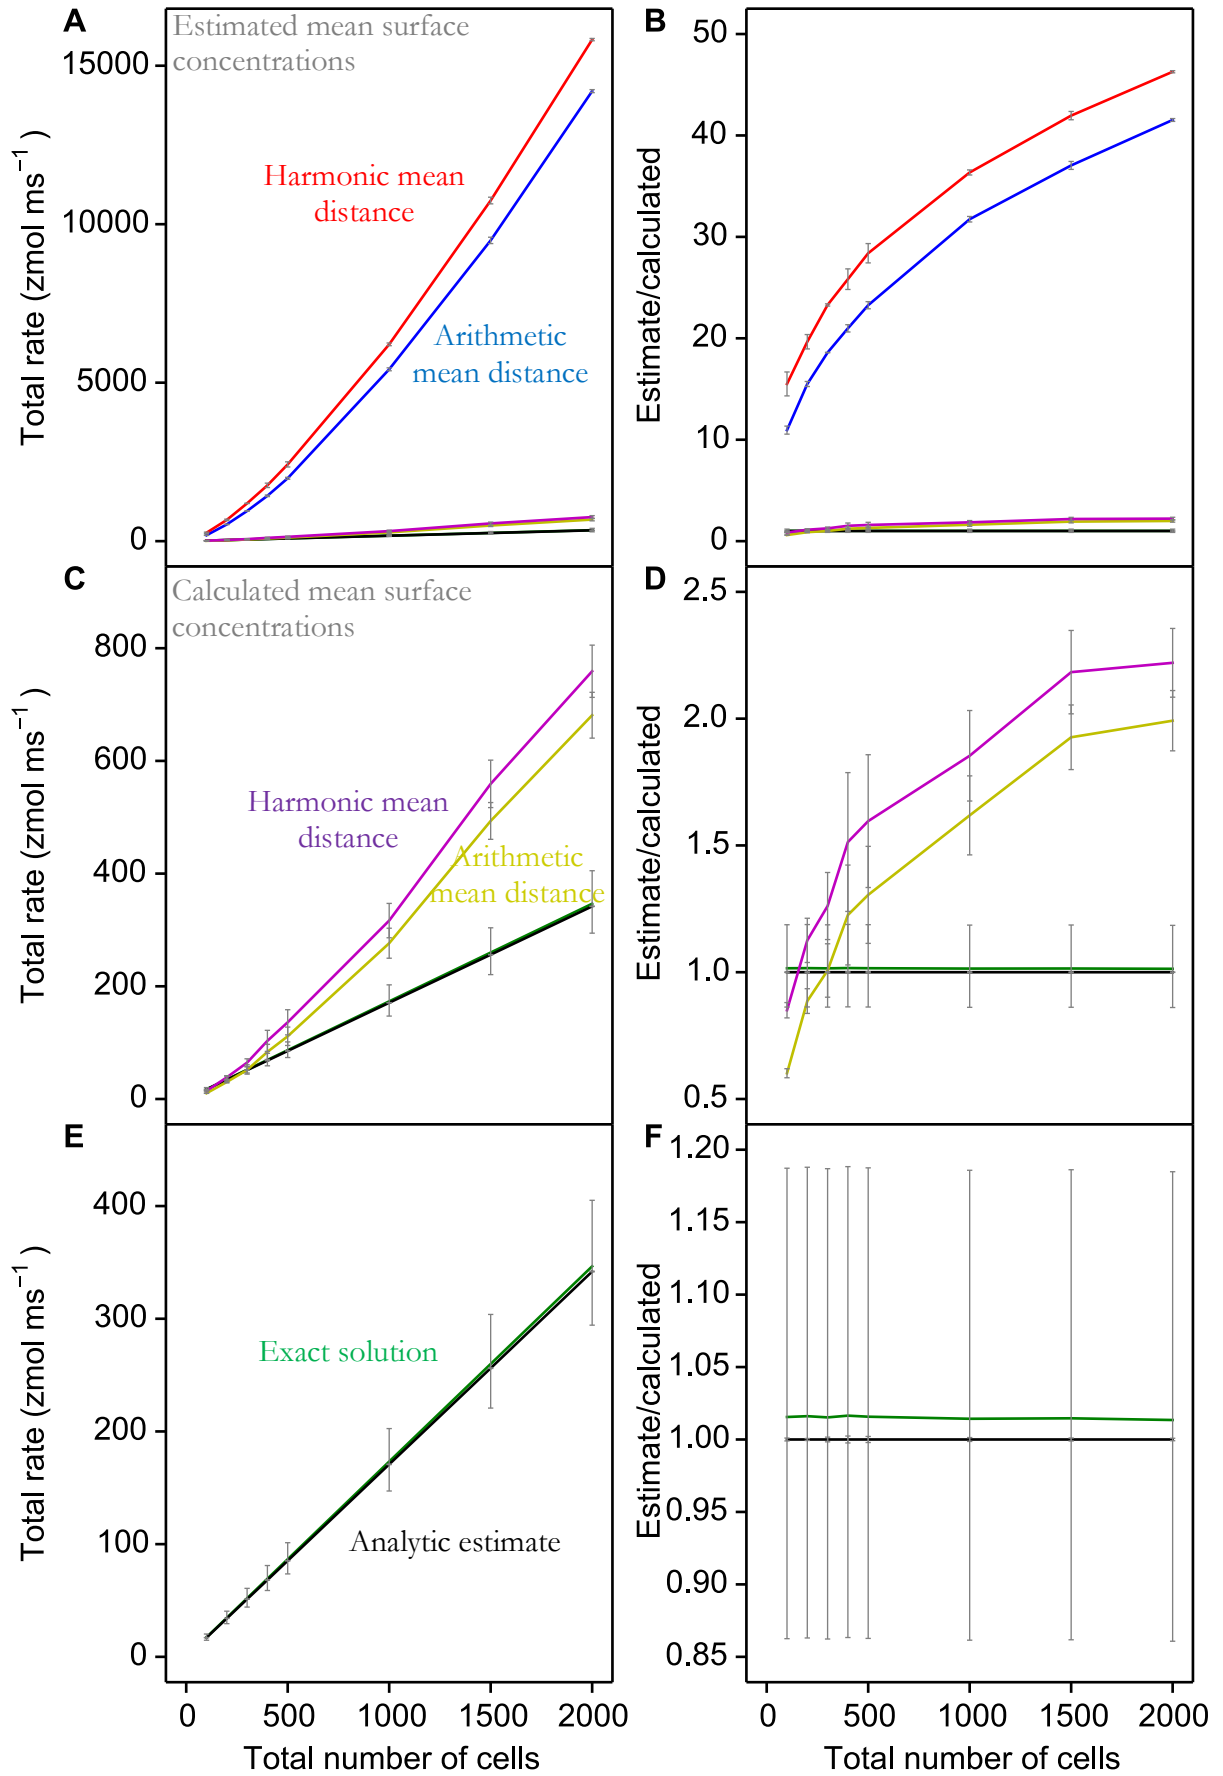 A
Estimated mean surface
concentrations
Harmonic mean
distance
Arithmetic
mean distance
Total rate (zmol ms⁻¹ )
15000
10000
5000
0
B
Estimate/calculated
50
40
30
20
10
0
C
Calculated mean surface
concentrations
Harmonic mean
distance
Arithmetic
mean distance
Total rate (zmol ms⁻¹ )
800
600
400
200
0
D
Estimate/calculated
2.5
2.0
1.5
1.0
0.5
E
Exact solution
Analytic estimate
Total rate (zmol ms⁻¹ )
400
300
200
100
0
0 500 1000 1500 2000
Total number of cells
F
Estimate/calculated
1.20
1.15
1.10
1.05
1.00
0.95
0.90
0.85
0 500 1000 1500 2000
Total number of cells